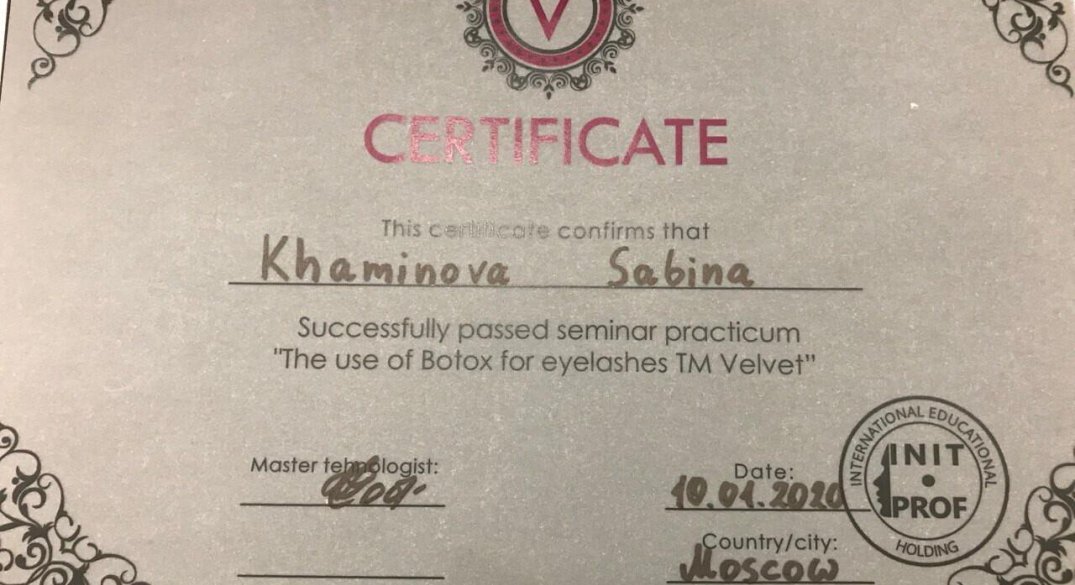 V
CERTIFICATE
This certificate confirms that
Khaminova Sabina
Successfully passed seminar practicum
"The use of Botox for eyelashes TM Velvet"
Master tehnologist:
Date:
10.01.2020
Country/city:
Moscow
INTERNATIONAL EDUCATIONAL
INIT
PROF
HOLDING